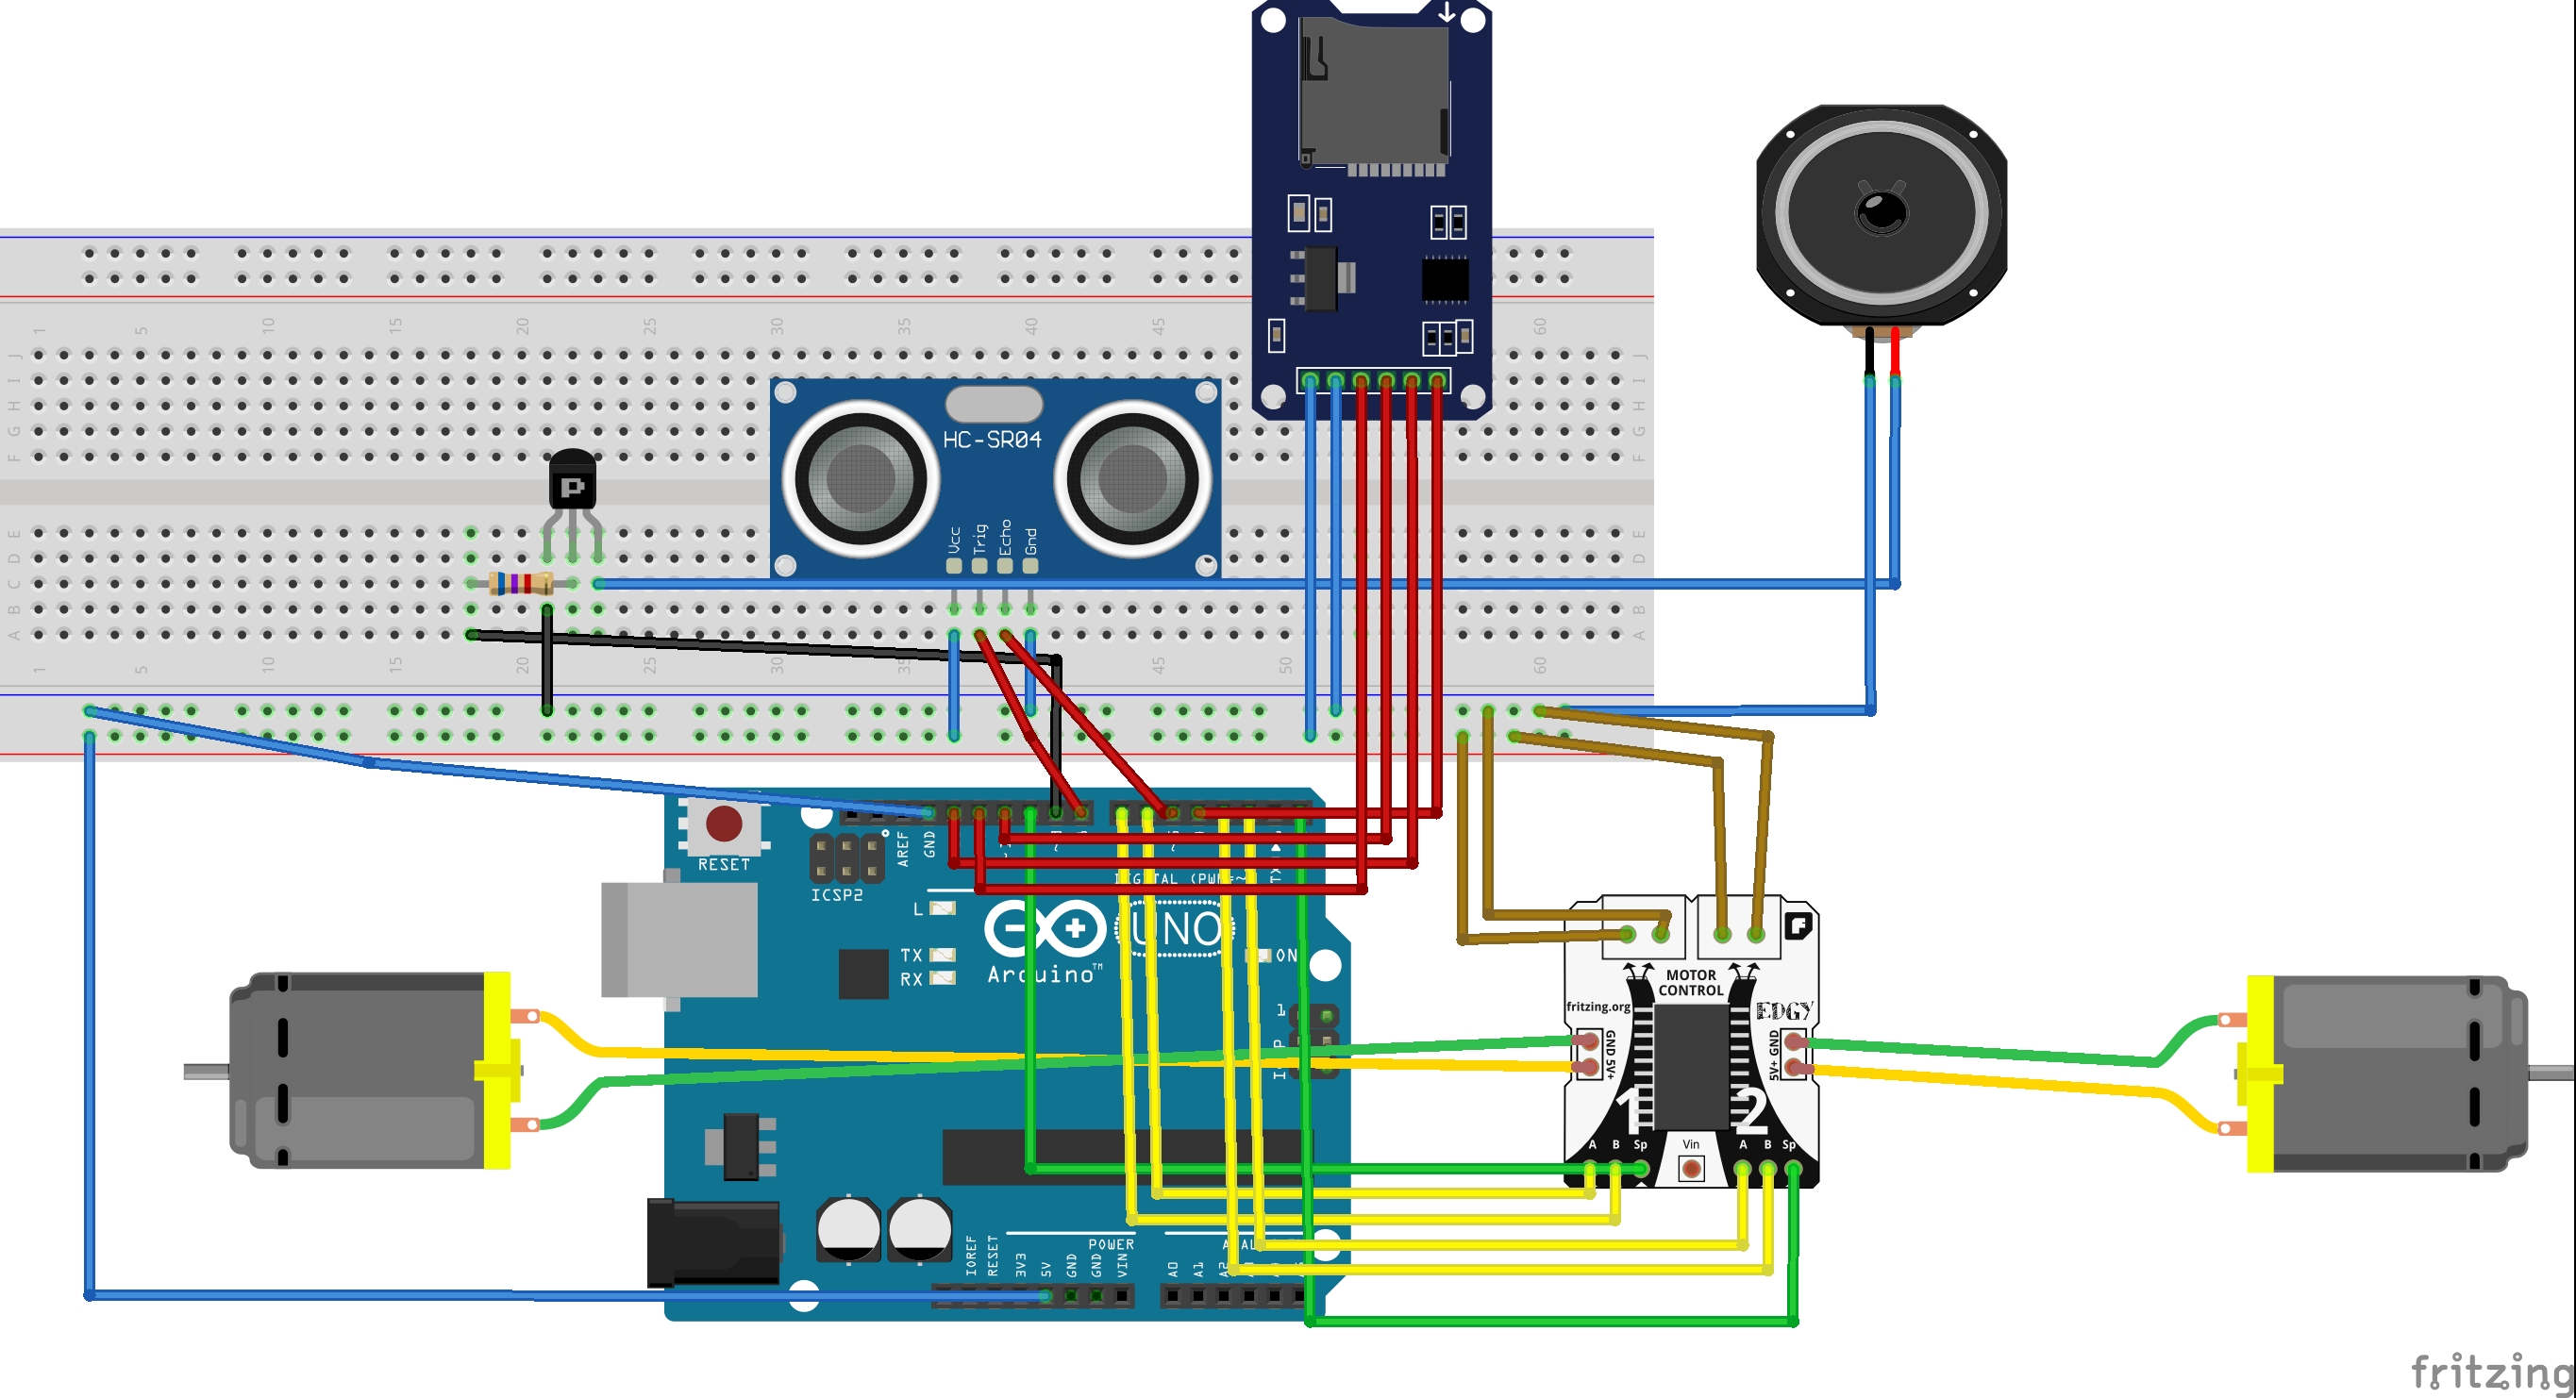 1 5 10 15 20 25 30 35 40 45 60
J J
I I
H H
G G
F F
HC-SR04
P
Vcc Trig Echo Gnd
E E
D D
C C
B B
A A
1 5 10 15 20 25 30 35 45 50 60
RESET
AREF GND
ICSP2
DIGITAL (PWM=~) TX
L
UNO
TX
RX
Arduino™
ON
1
MOTOR
CONTROL
fritzing.org
EDGY
GND 5V+
5V+ GND
1 2
A B Sp Vin A B Sp
POWER
IOREF RESET 3V3 5V GND GND VIN A0 A1
fritzing